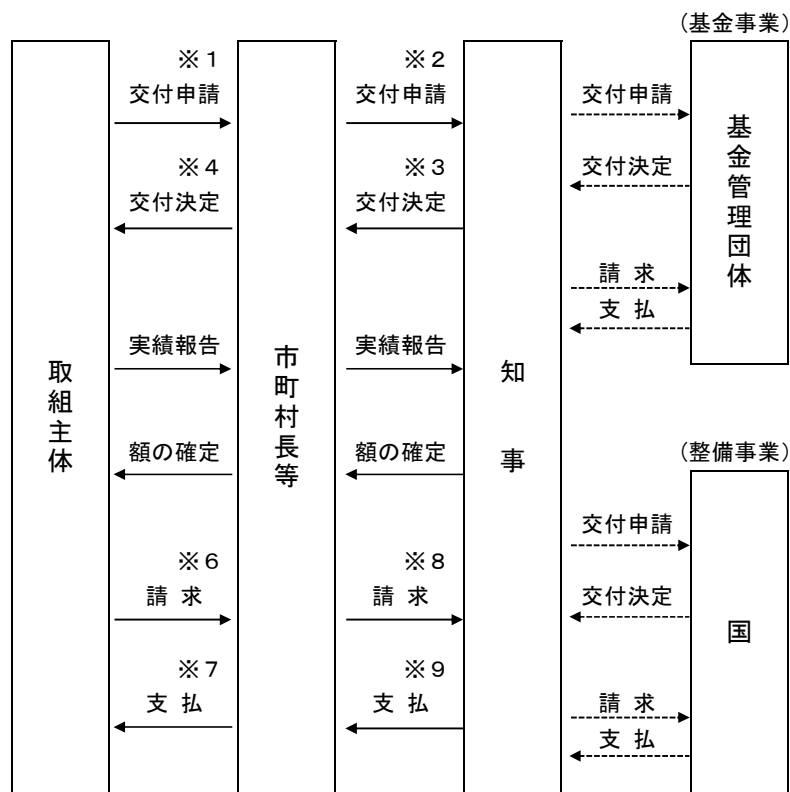 (基金事業)
※1
※2
交付申請
交付申請
交付申請
※4
※3
交付決定
交付決定
交付決定
基金管理団体
請 求
支 払
実績報告
実績報告
取組主体
市町村長等
知 事
額の確定
額の確定
(整備事業)
交付申請
※6
※8
請 求
請 求
交付決定
国
※7
※9
支 払
支 払
請 求
支 払